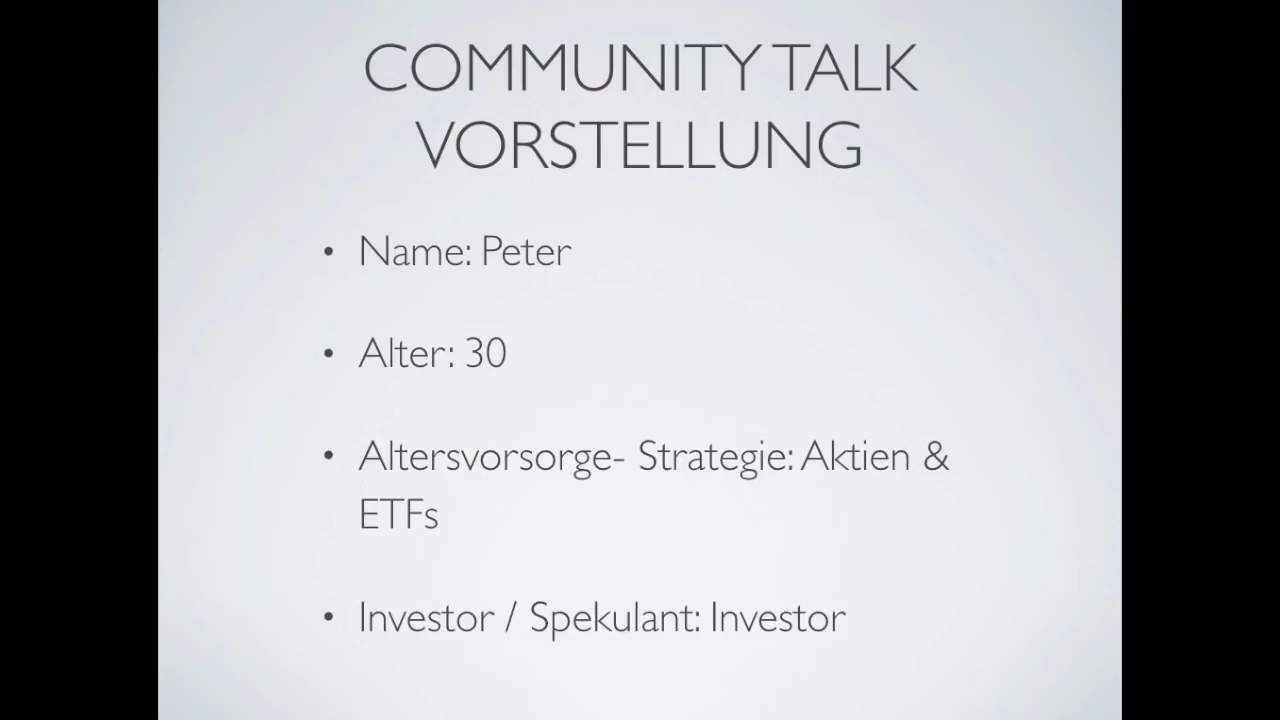 COMMUNITY TALK
VORSTELLUNG
• Name: Peter
• Alter: 30
• Altersvorsorge- Strategie: Aktien &
ETFs
• Investor / Spekulant: Investor